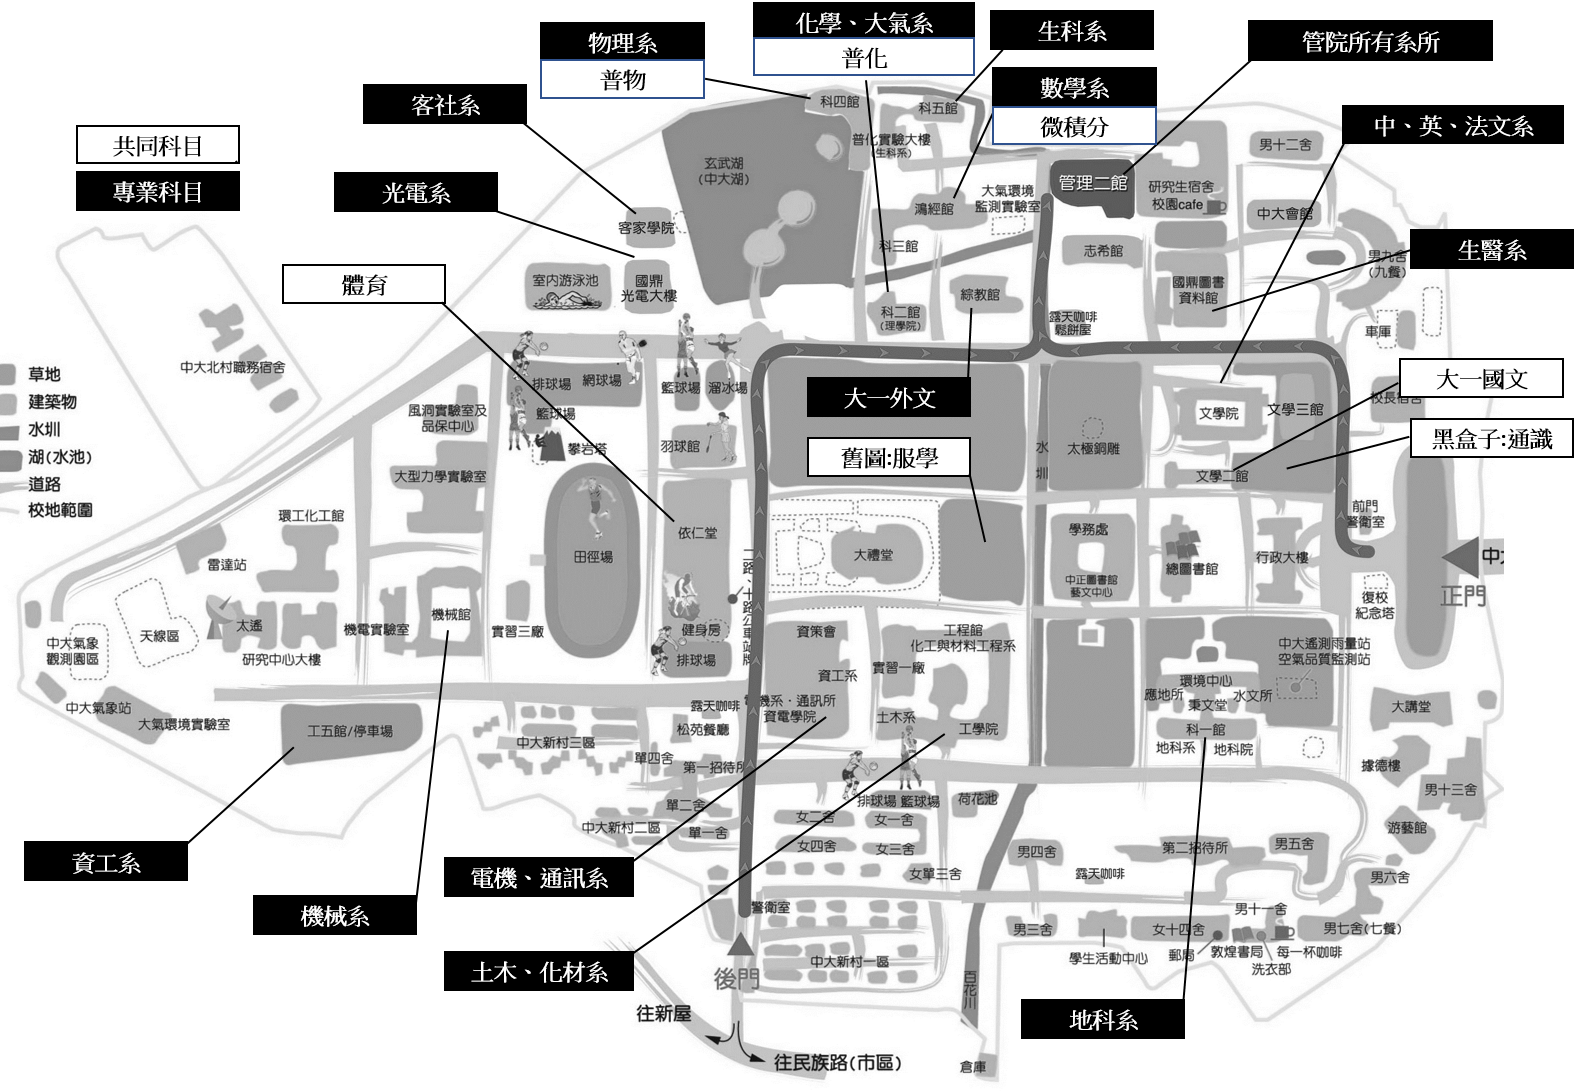 化學、大氣系
普化
物理系
普物
生科系
管院所有系所
數學系
微積分
客社系
中、英、法文系
共同科目
專業科目
光電系
生醫系
體育
大一國文
大一外文
黑盒子:通識
舊圖:服學
資工系
電機、通訊系
機械系
土木、化材系
地科系
科四館
科五館
普化實驗大樓
(生科系)
玄武湖
(中大湖)
男十二舍
管理二館
研究生宿舍
校園cafe
大氣環境
監測實驗室
鴻經館
中大會館
客家學院
科三館
志希館
男九舍
(九餐)
室內游泳池
國鼎
光電大樓
國鼎圖書
資料館
綜教館
科二館
(理學院)
露天咖啡
鬆餅屋
車庫
中大北村職務宿舍
草地
建築物
水圳
湖(水池)
道路
校地範圍
排球場
網球場
籃球場
溜冰場
籃球場
風洞實驗室及
品保中心
攀岩塔
羽球館
大型力學實驗室
文學院
文學三館
校長宿舍
水圳
太極銅雕
文學二館
環工化工館
依仁堂
前門
警衛室
學務處
雷達站
田徑場
大禮堂
總圖書館
行政大樓
中正圖書館
藝文中心
正門
復校
紀念塔
二路、十路公車站牌
天線區
太遙
機電實驗室
機械館
實習三廠
健身房
排球場
中大氣象
觀測園區
研究中心大樓
資策會
工程館
化工與材料工程系
實習一廠
資工系
中大遙測雨量站
空氣品質監測站
環境中心
應地所
水文所
秉文堂
中大氣象站
大氣環境實驗室
露天咖啡
電機系・通訊所
資電學院
土木系
工學院
松苑餐廳
工五館/停車場
科一館
地科系
地科院
大講堂
中大新村三區
單四舍
第一招待所
據德樓
男十三舍
排球場
籃球場
荷花池
單二舍
中大新村二區
單一舍
女二舍
女一舍
女四舍
女三舍
男四舍
第二招待所
男五舍
游藝館
女單三舍
露天咖啡
男六舍
警衛室
男三舍
女十四舍
男十一舍
男七舍(七餐)
學生活動中心
郵局
敦煌書局
每一杯咖啡
洗衣部
中大新村一區
後門
百花川
往新屋
往民族路(市區)
倉庫